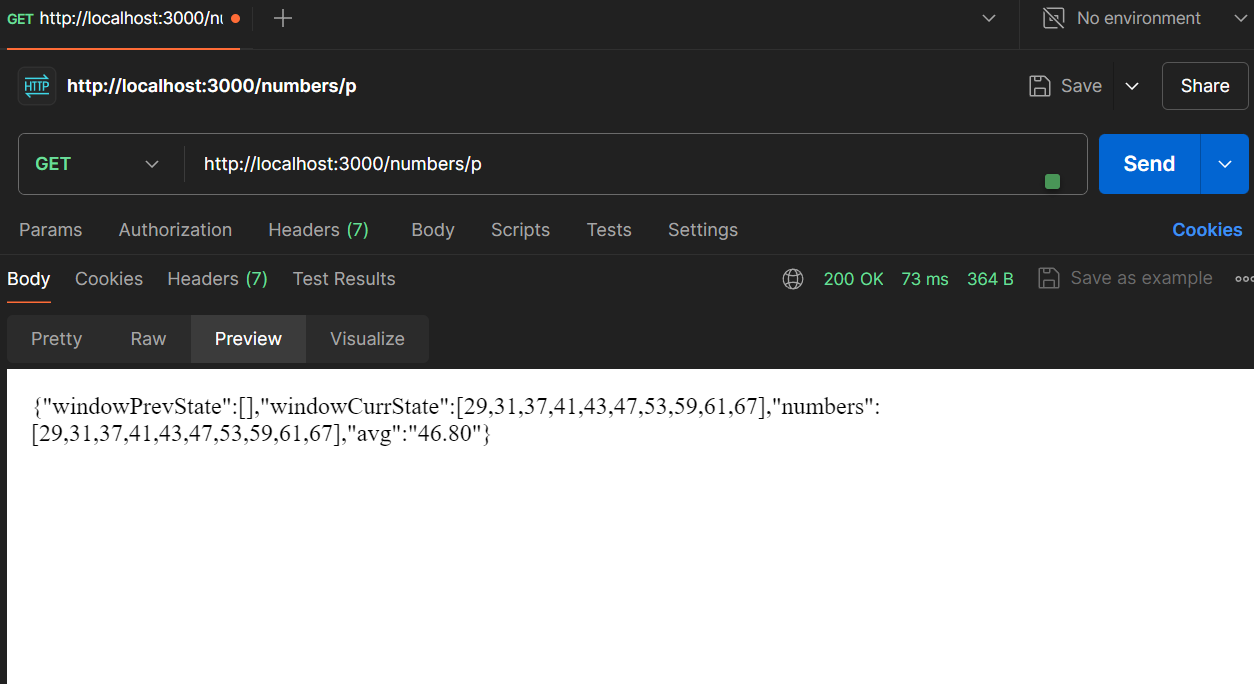 GET http://localhost:3000/nu
No environment
HTTP http://localhost:3000/numbers/p
Save
Share
GET
http://localhost:3000/numbers/p
Send
Params Authorization Headers (7) Body Scripts Tests Settings Cookies
Body Cookies Headers (7) Test Results 200 OK 73 ms 364 B Save as example
Pretty Raw Preview Visualize
{"windowPrevState":[],"windowCurrState":[29,31,37,41,43,47,53,59,61,67],"numbers":
[29,31,37,41,43,47,53,59,61,67],"avg":"46.80"}